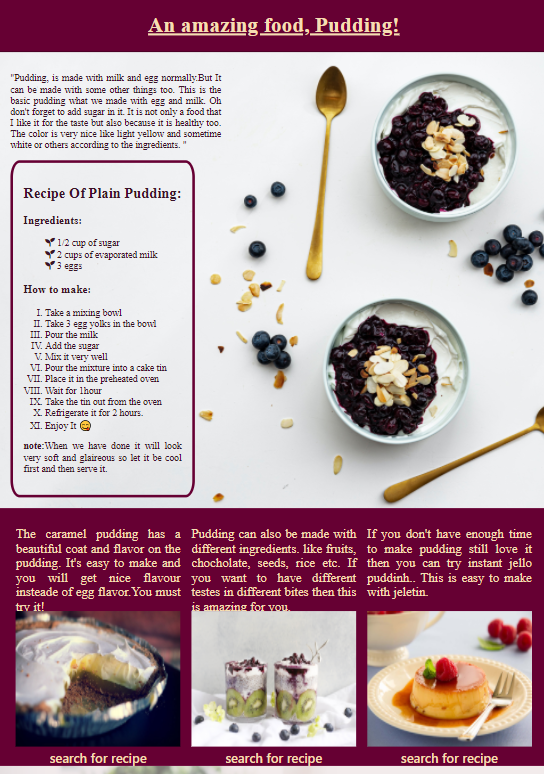 An amazing food, Pudding!
"Pudding, is made with milk and egg normally.But It
can be made with some other things too. This is the
basic pudding what we made with egg and milk. Oh
don't forget to add sugar in it. It is not only a food that
I like it for the taste but also because it is healthy too.
The color is very nice like light yellow and sometime
white or others according to the ingredients. "
Recipe Of Plain Pudding:
Ingredients:
1/2 cup of sugar
2 cups of evaporated milk
3 eggs
How to make:
I. Take a mixing bowl
II. Take 3 egg yolks in the bowl
III. Pour the milk
IV. Add the sugar
V. Mix it very well
VI. Pour the mixture into a cake tin
VII. Place it in the preheated oven
VIII. Wait for 1hour
IX. Take the tin out from the oven
X. Refrigerate it for 2 hours.
XI. Enjoy It 😋
note:When we have done it will look
very soft and glaireous so let it be cool
first and then serve it.
The caramel pudding has a
beautiful coat and flavor on the
pudding. It's easy to make and
you will get nice flavour
insteade of egg flavor.You must
try it!
Pudding can also be made with
different ingredients. like fruits,
chocholate, seeds, rice etc. If
you want to have different
testes in different bites then this
is amazing for you.
If you don't have enough time
to make pudding still love it
then you can try instant jello
puddinh.. This is easy to make
with jeletin.
search for recipe
search for recipe
search for recipe